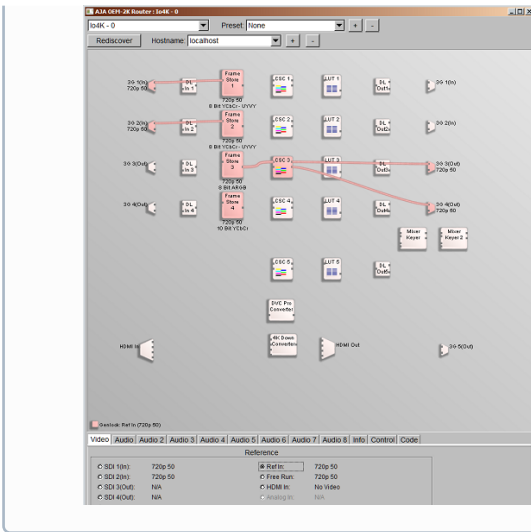 AJA GEM-2K Router : Io4K - 0
Io4K - 0 Preset: None + -
Rediscover Hostname: localhost + -
3G 1(In) 720p 50
DL In 1
Frame Store 1
720p 50
8 Bit YCbCr - UYVY
CSC 1
LUT 1
DL Out1
3G 1(In)
3G 2(In) 720p 50
DL In 2
Frame Store 2
720p 50
8 Bit YCbCr - UYVY
CSC 2
LUT 2
DL Out2
3G 2(In)
3G 3(Out)
DL In 3
Frame Store 3
720p 50
8 Bit ARGB
CSC 3
LUT 3
DL Out3
3G 3(Out) 720p 50
3G 4(Out)
DL In 4
Frame Store 4
720p 50
10 Bit YCbCr
CSC 4
LUT 4
DL Out4
3G 4(Out) 720p 50
Mixer Keyer
Mixer Keyer 2
CSC 5
LUT 5
DL Out5
DVC Pro Converter
HDMI In
4K Down Converter
HDMI Out
3G-5(Out)
Genlock: Ref In (720p 50)
Video Audio Audio 2 Audio 3 Audio 4 Audio 5 Audio 6 Audio 7 Audio 8 Info Control Code
Reference
SDI 1(In): 720p 50 Ref In: 720p 50
SDI 2(In): 720p 50 Free Run: 720p 50
SDI 3(Out): N/A HDMI In: No Video
SDI 4(Out): N/A Analog In: N/A